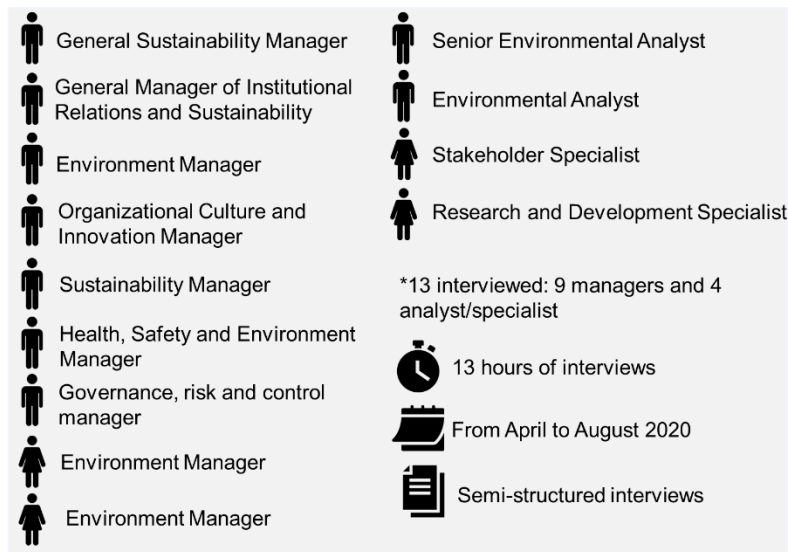 General Sustainability Manager
General Manager of Institutional
Relations and Sustainability
Environment Manager
Organizational Culture and
Innovation Manager
Sustainability Manager
Health, Safety and Environment
Manager
Governance, risk and control
manager
Environment Manager
Environment Manager
Senior Environmental Analyst
Environmental Analyst
Stakeholder Specialist
Research and Development Specialist
*13 interviewed: 9 managers and 4
analyst/specialist
13 hours of interviews
From April to August 2020
Semi-structured interviews